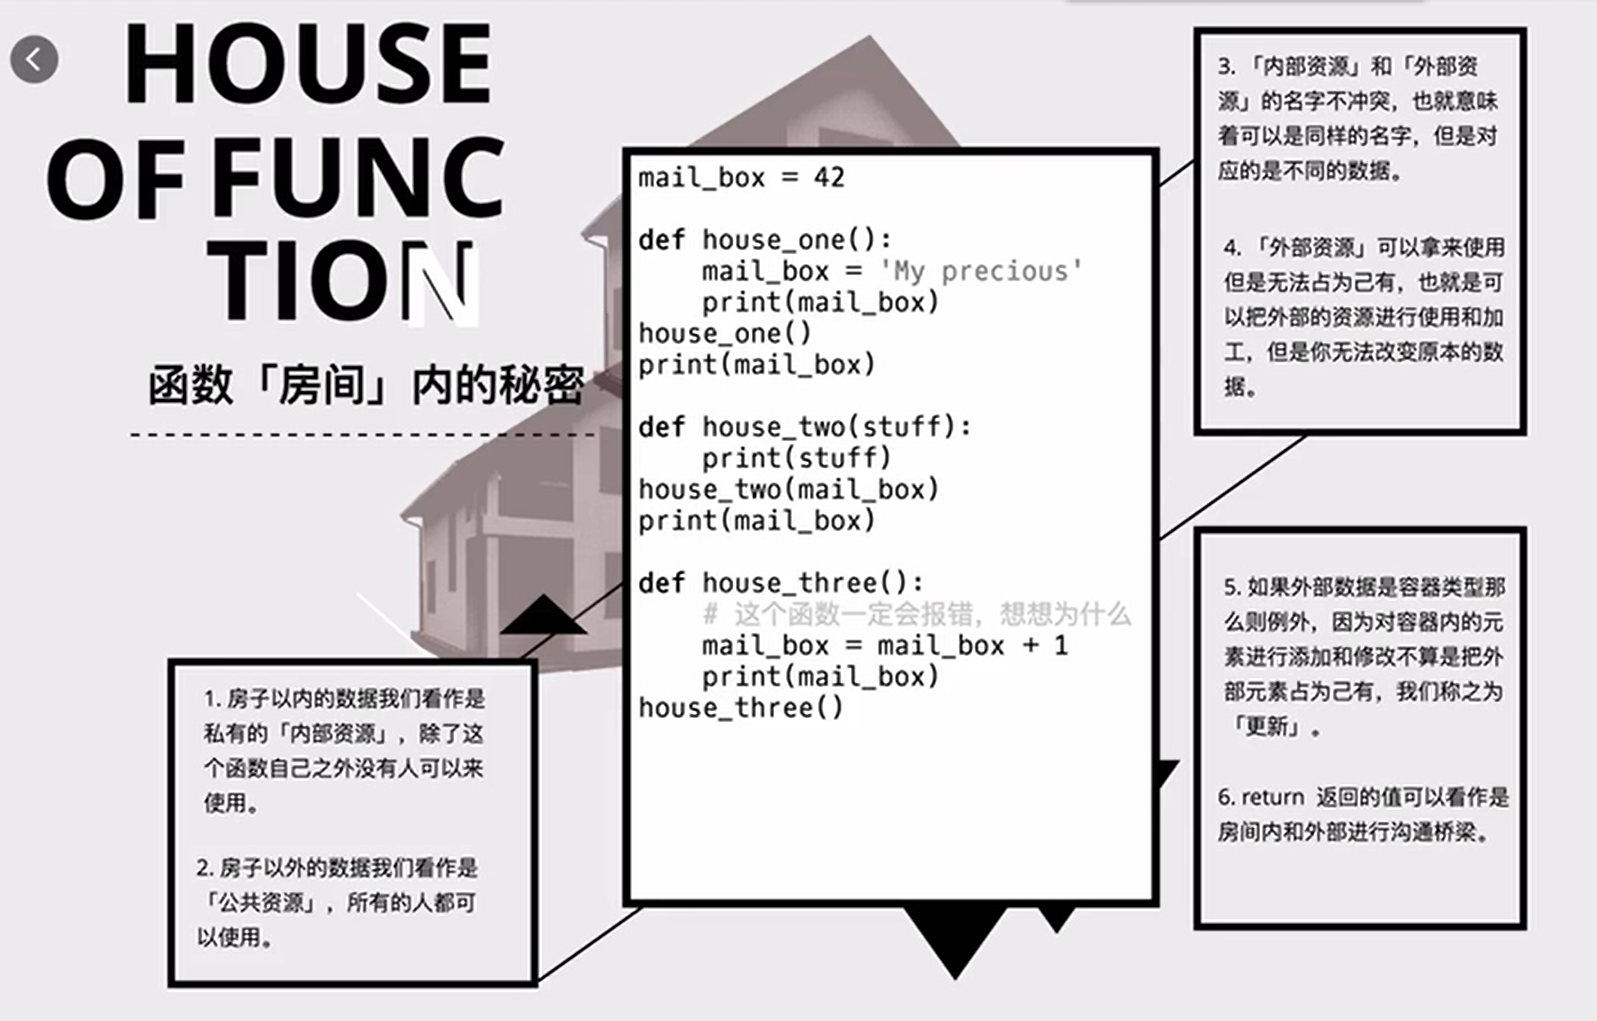 HOUSE
OF FUNC
TION
函数「房间」内的秘密
mail_box = 42
def house_one():
    mail_box = 'My precious'
    print(mail_box)
house_one()
print(mail_box)
def house_two(stuff):
    print(stuff)
house_two(mail_box)
print(mail_box)
def house_three():
    # 这个函数一定会报错，想想为什么
    mail_box = mail_box + 1
    print(mail_box)
house_three()
1. 房子以内的数据我们看作是
私有的「内部资源」，除了这
个函数自己之外没有人可以来
使用。
2. 房子以外的数据我们看作是
「公共资源」，所有的人都可
以使用。
3. 「内部资源」和「外部资
源」的名字不冲突，也就意味
着可以是同样的名字，但是对
应的是不同的数据。
4. 「外部资源」可以拿来使用
但是无法占为己有，也就是可
以把外部的资源进行使用和加
工，但是你无法改变原本的数
据。
5. 如果外部数据是容器类型那
么则例外，因为对容器内的元
素进行添加和修改不算是把外
部元素占为己有，我们称之为
「更新」。
6. return 返回的值可以看作是
房间内和外部进行沟通桥梁。